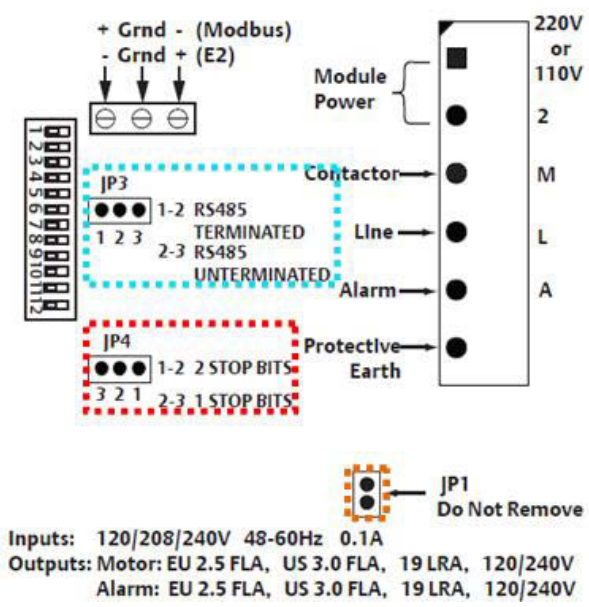 + Grnd - (Modbus)
- Grnd + (E2)
220V
or
110V
Module
Power
2
Contactor
M
Line
L
Alarm
A
Protective
Earth
1
2
3
4
5
6
7
8
9
10
11
12
JP3
1-2 RS485
TERMINATED
1 2 3
2-3 RS485
UNTERMINATED
JP4
1-2 2 STOP BITS
3 2 1
2-3 1 STOP BITS
JP1
Do Not Remove
Inputs: 120/208/240V 48-60Hz 0.1A
Outputs: Motor: EU 2.5 FLA, US 3.0 FLA, 19 LRA, 120/240V
Alarm: EU 2.5 FLA, US 3.0 FLA, 19 LRA, 120/240V